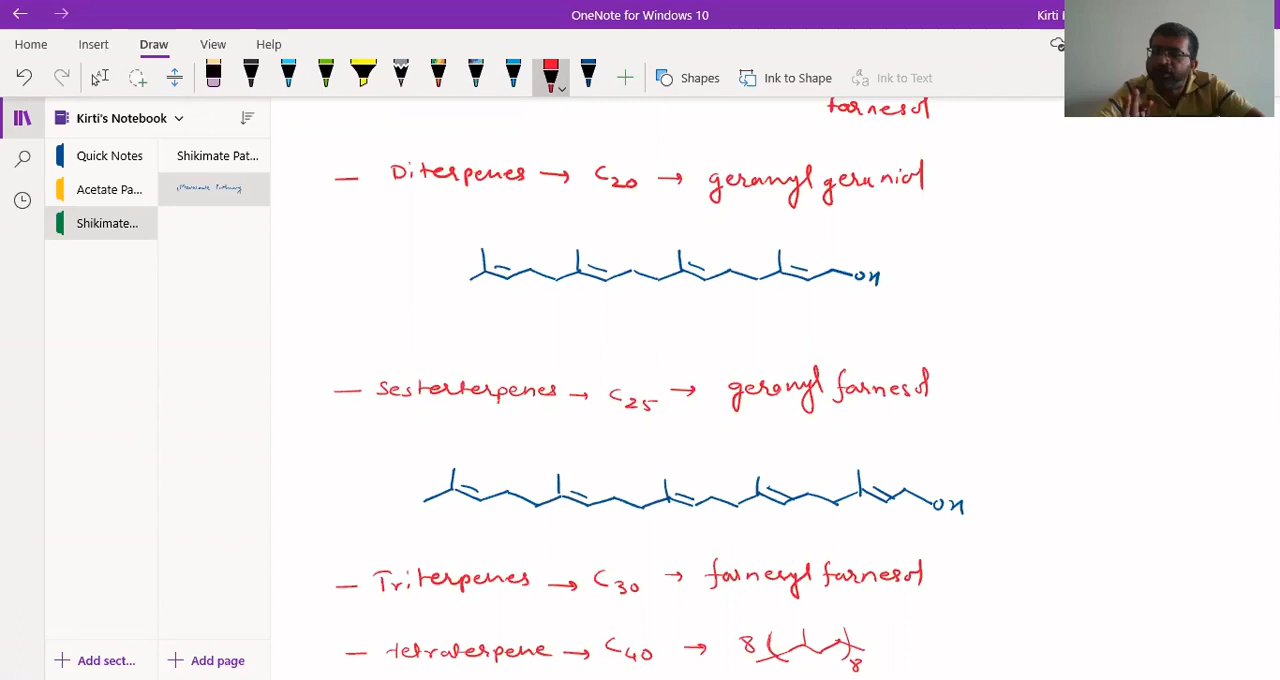 OneNote for Windows 10
Kirti
Home Insert Draw View Help
Shapes Ink to Shape Ink to Text
Kirti's Notebook
Quick Notes
Acetate Pa...
Shikimate...
Shikimate Pat...
farnesol
— Diterpenes → C20 → geranyl geraniol
OH
— Sesterterpenes → C25 → geranyl farnesol
OH
— Triterpenes → C30 → farnesyl farnesol
— tetraterpene → C40 → 8 ( )8
+ Add sect...
+ Add page